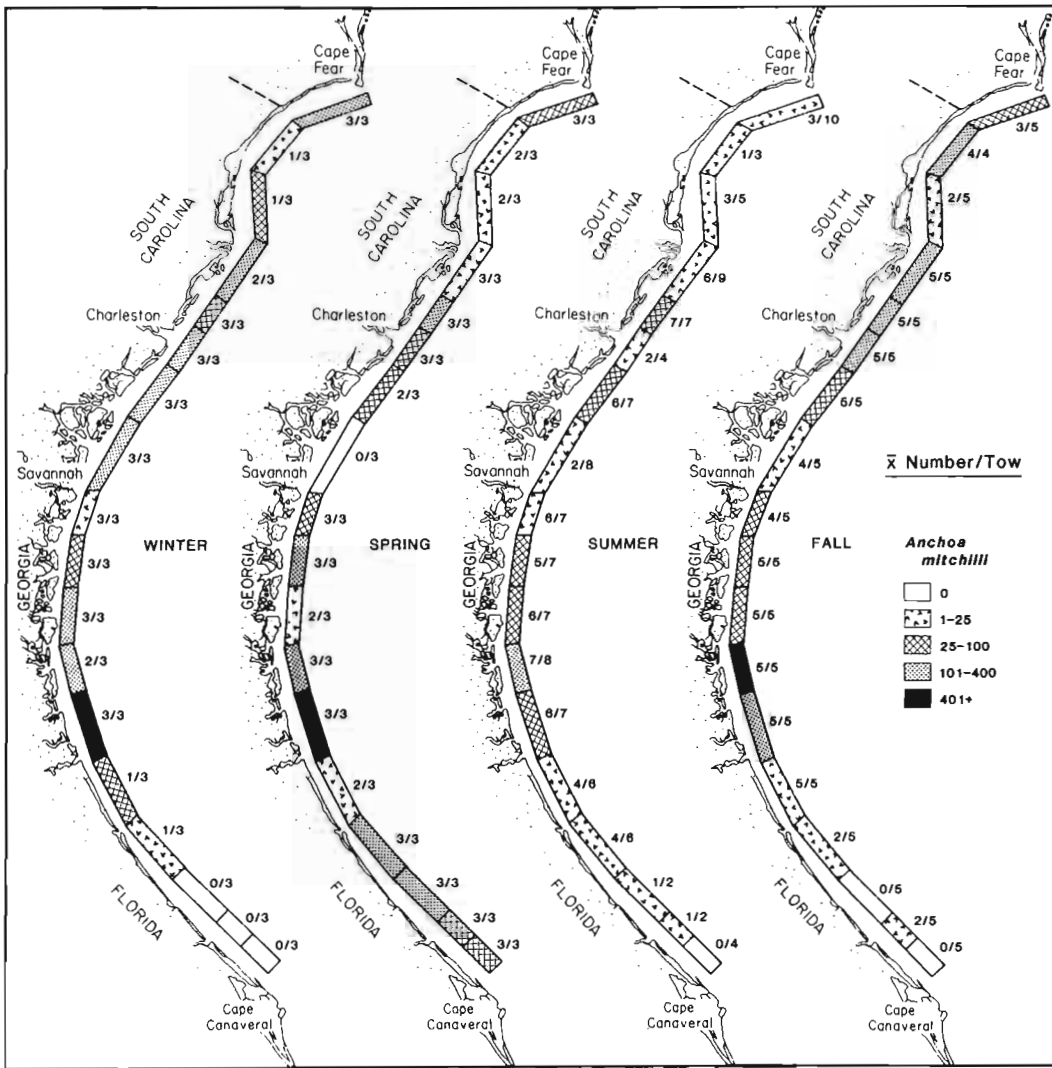 Cape
Fear
3/3
1/3
1/3
SOUTH
CAROLINA
2/3
Charleston
3/3
3/3
3/3
3/3
Savannah
3/3
WINTER
GEORGIA
3/3
3/3
2/3
3/3
1/3
1/3
0/3
0/3
0/3
FLORIDA
Cape
Canaveral
Cape
Fear
3/3
2/3
2/3
SOUTH
CAROLINA
3/3
Charleston
3/3
3/3
2/3
0/3
Savannah
3/3
SPRING
GEORGIA
3/3
2/3
3/3
3/3
2/3
3/3
3/3
3/3
3/3
FLORIDA
Cape
Canaveral
Cape
Fear
3/10
1/3
3/5
SOUTH
CAROLINA
6/9
Charleston
7/7
2/4
6/7
2/8
Savannah
6/7
SUMMER
GEORGIA
5/7
6/7
7/8
6/7
4/6
4/6
1/2
1/2
0/4
FLORIDA
Cape
Canaveral
Cape
Fear
3/5
4/4
2/5
SOUTH
CAROLINA
5/5
Charleston
5/5
5/5
5/5
4/5
Savannah
4/5
FALL
GEORGIA
5/5
5/5
5/5
5/5
5/5
2/5
0/5
2/5
0/5
FLORIDA
Cape
Canaveral
x̄ Number/Tow
Anchoa
mitchilli
0
1-25
25-100
101-400
401+